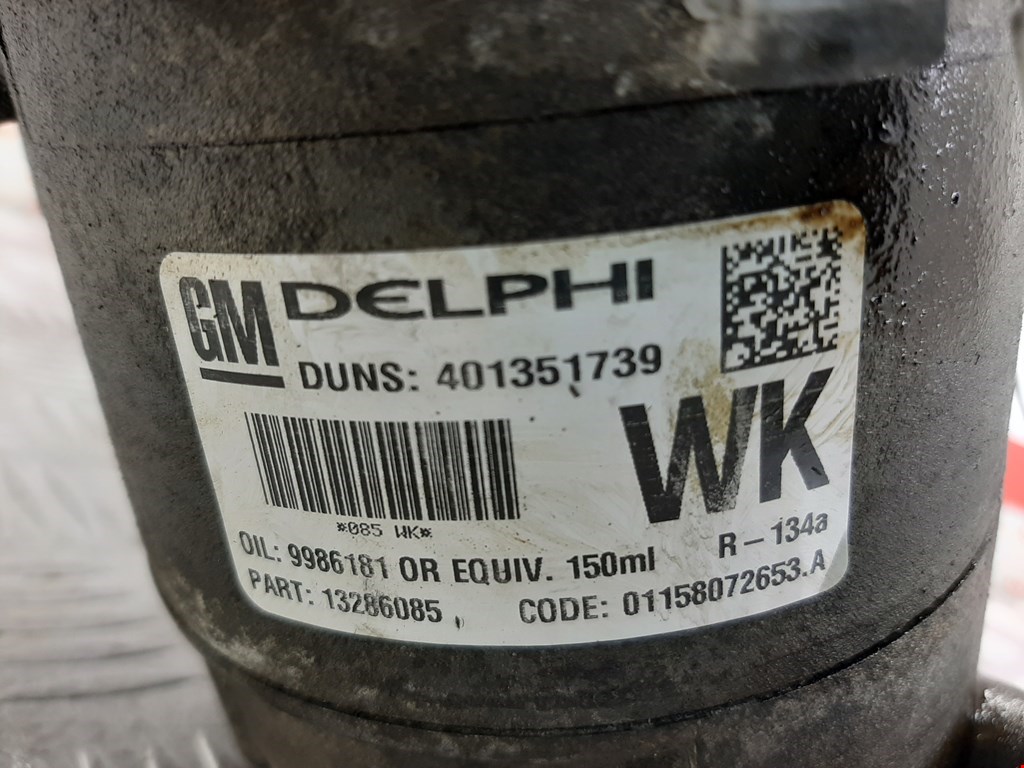 GM DELPHI
DUNS: 401351739
WK
*085 WK*
R-134a
OIL: 9986181 OR EQUIV. 150ml
PART: 13286085 CODE: 01158072653.A